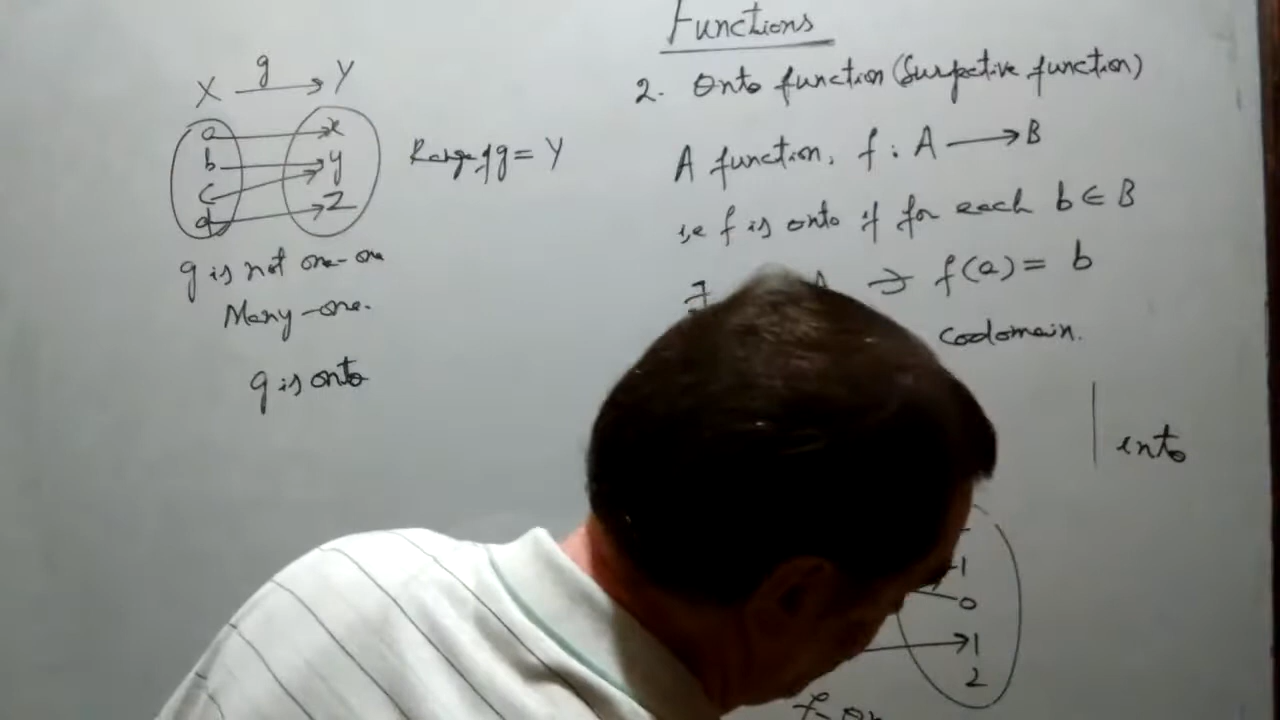 Functions
2. Onto function (Surjective function)
A function, f : A → B
i.e f is onto if for each b ∈ B
∃ A ∋ f(a) = b
codomain.
into
1
0
1
2
X g → Y
a x
b y
c
d z
Range of g = Y
g is not one-one
Many-one.
g is onto